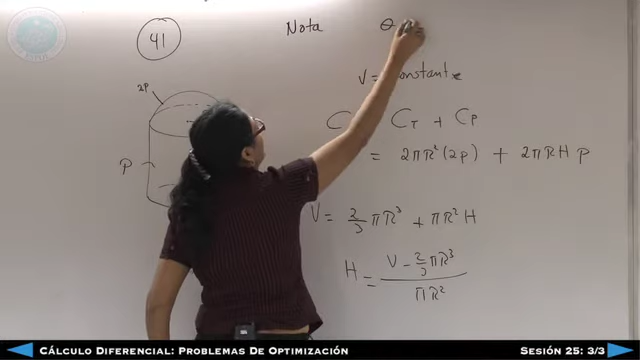 41
Nota
θ
2p
V = constante
C = C_T + C_P
p
= 2πR²(2p) + 2πRH p
V = 2/3 πR³ + πR²H
H = (V - 2/3 πR³) / πR²
Cálculo Diferencial: Problemas De Optimización
Sesión 25: 3/3